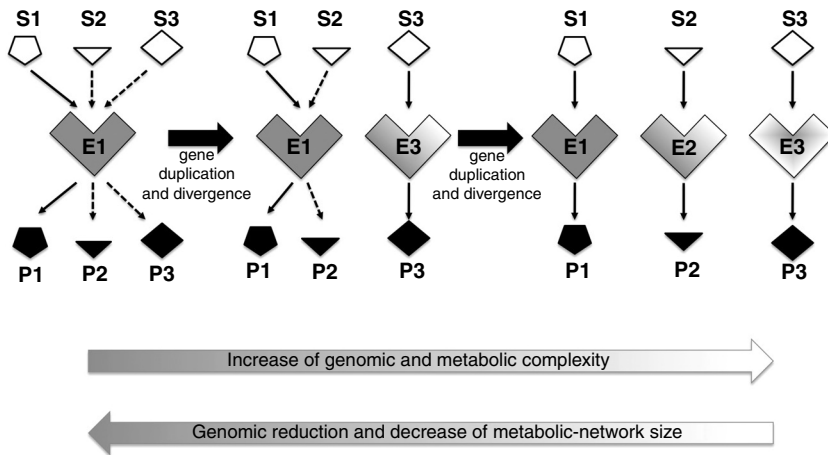 S1 S2 S3 S1 S2 S3 S1 S2 S3
E1 E1 E3 E1 E2 E3
gene
duplication
and divergence
gene
duplication
and divergence
P1 P2 P3 P1 P2 P3 P1 P2 P3
Increase of genomic and metabolic complexity
Genomic reduction and decrease of metabolic-network size